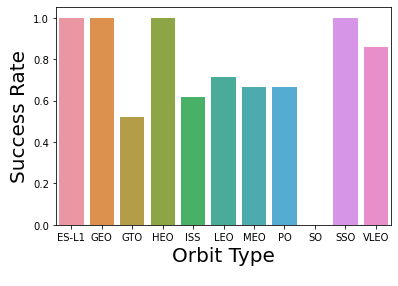 Success Rate
1.0
0.8
0.6
0.4
0.2
0.0
ES-L1 GEO GTO HEO ISS LEO MEO PO SO SSO VLEO
Orbit Type